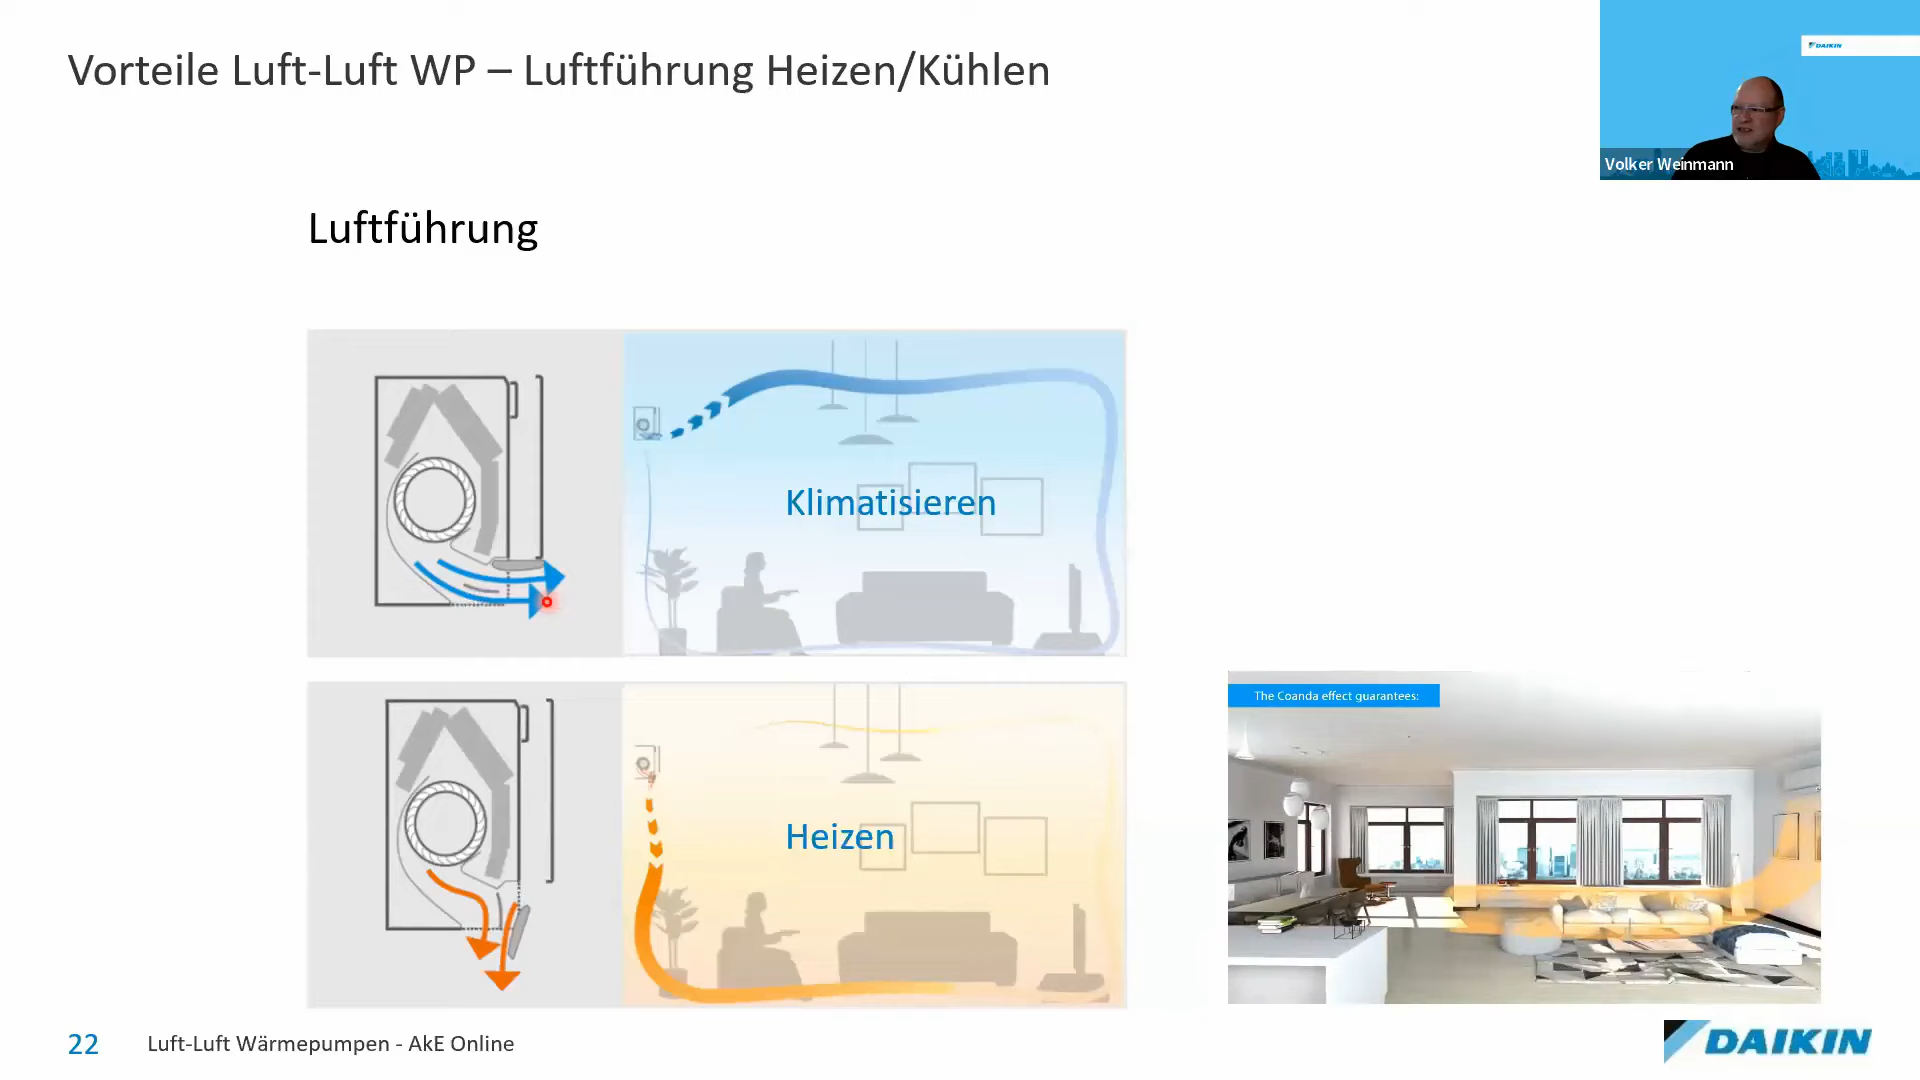 Vorteile Luft-Luft WP – Luftführung Heizen/Kühlen
DAIKIN
Volker Weinmann
Luftführung
Klimatisieren
Heizen
The Coanda effect guarantees:
22
Luft-Luft Wärmepumpen - AkE Online
DAIKIN